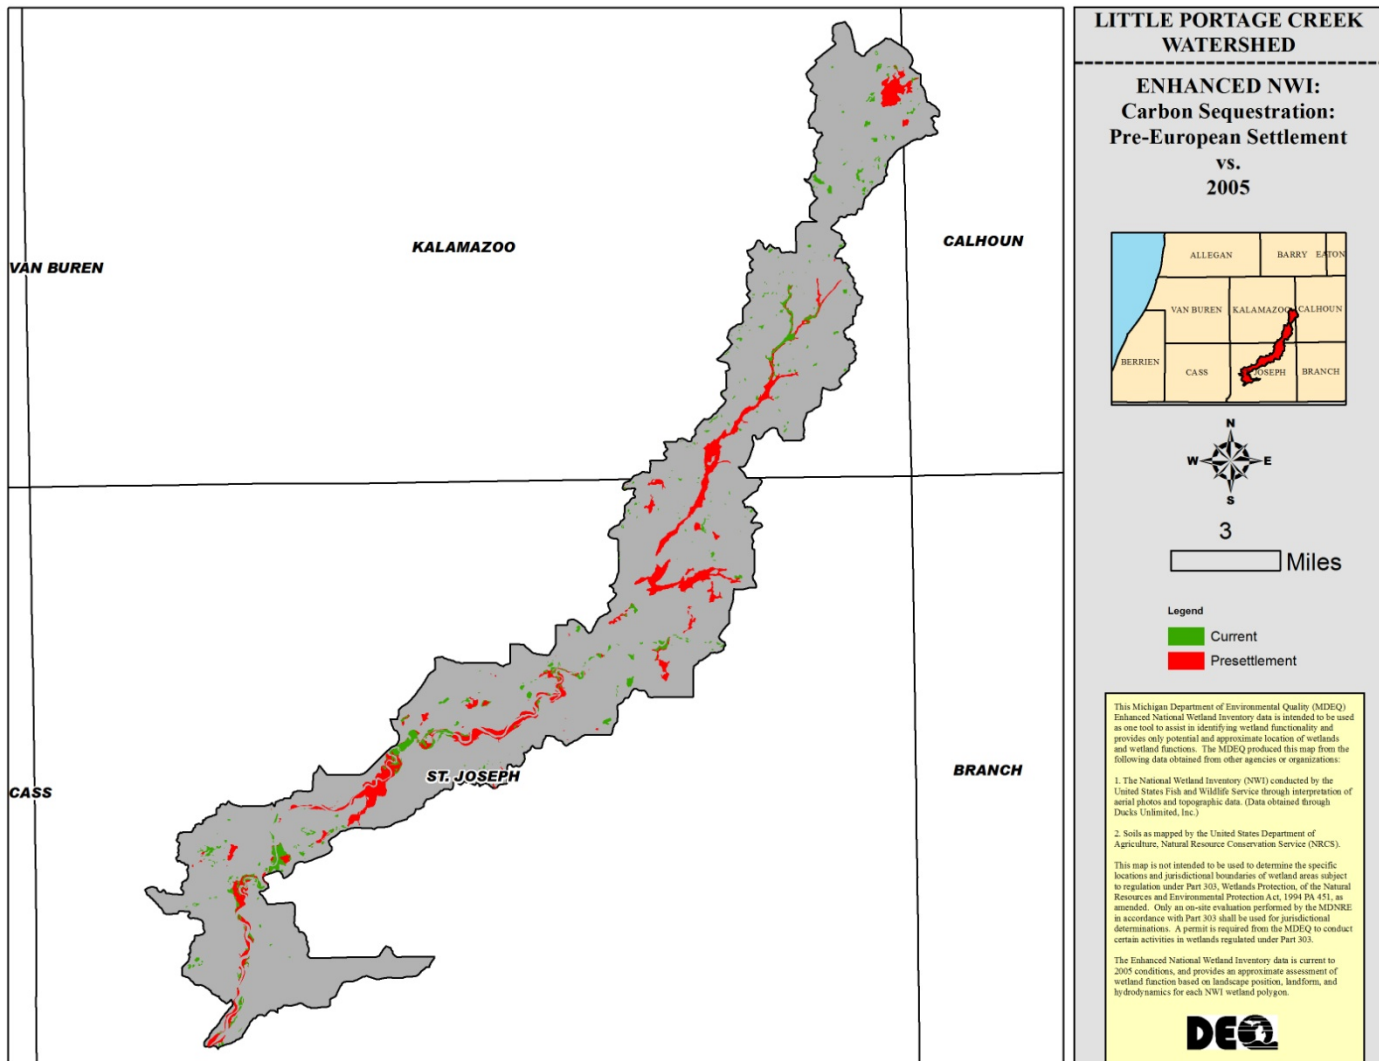 LITTLE PORTAGE CREEK
WATERSHED
ENHANCED NWI:
Carbon Sequestration:
Pre-European Settlement
vs.
2005
KALAMAZOO
CALHOUN
VAN BUREN
ST. JOSEPH
BRANCH
CASS
ALLEGAN
BARRY
EATON
VAN BUREN
KALAMAZOO
CALHOUN
BERRIEN
CASS
JOSEPH
BRANCH
N
W
E
S
3
Miles
Legend
Current
Presettlement
This Michigan Department of Environmental Quality (MDEQ)
Enhanced National Wetland Inventory data is intended to be used
as one tool to assist in identifying wetland functionality and
provides only potential and approximate location of wetlands
and wetland functions. The MDEQ produced this map from the
following data obtained from other agencies or organizations:
1. The National Wetland Inventory (NWI) conducted by the
United States Fish and Wildlife Service through interpretation of
aerial photos and topographic data. (Data obtained through
Ducks Unlimited, Inc.)
2. Soils as mapped by the United States Department of
Agriculture, Natural Resource Conservation Service (NRCS).
This map is not intended to be used to determine the specific
locations and jurisdictional boundaries of wetland areas subject
to regulation under Part 303, Wetlands Protection, of the Natural
Resources and Environmental Protection Act, 1994 PA 451, as
amended. Only an on-site evaluation performed by the MDNRE
in accordance with Part 303 shall be used for jurisdictional
determinations. A permit is required from the MDEQ to conduct
certain activities in wetlands regulated under Part 303.
The Enhanced National Wetland Inventory data is current to
2005 conditions, and provides an approximate assessment of
wetland function based on landscape position, landform, and
hydrodynamics for each NWI wetland polygon.
DEQ